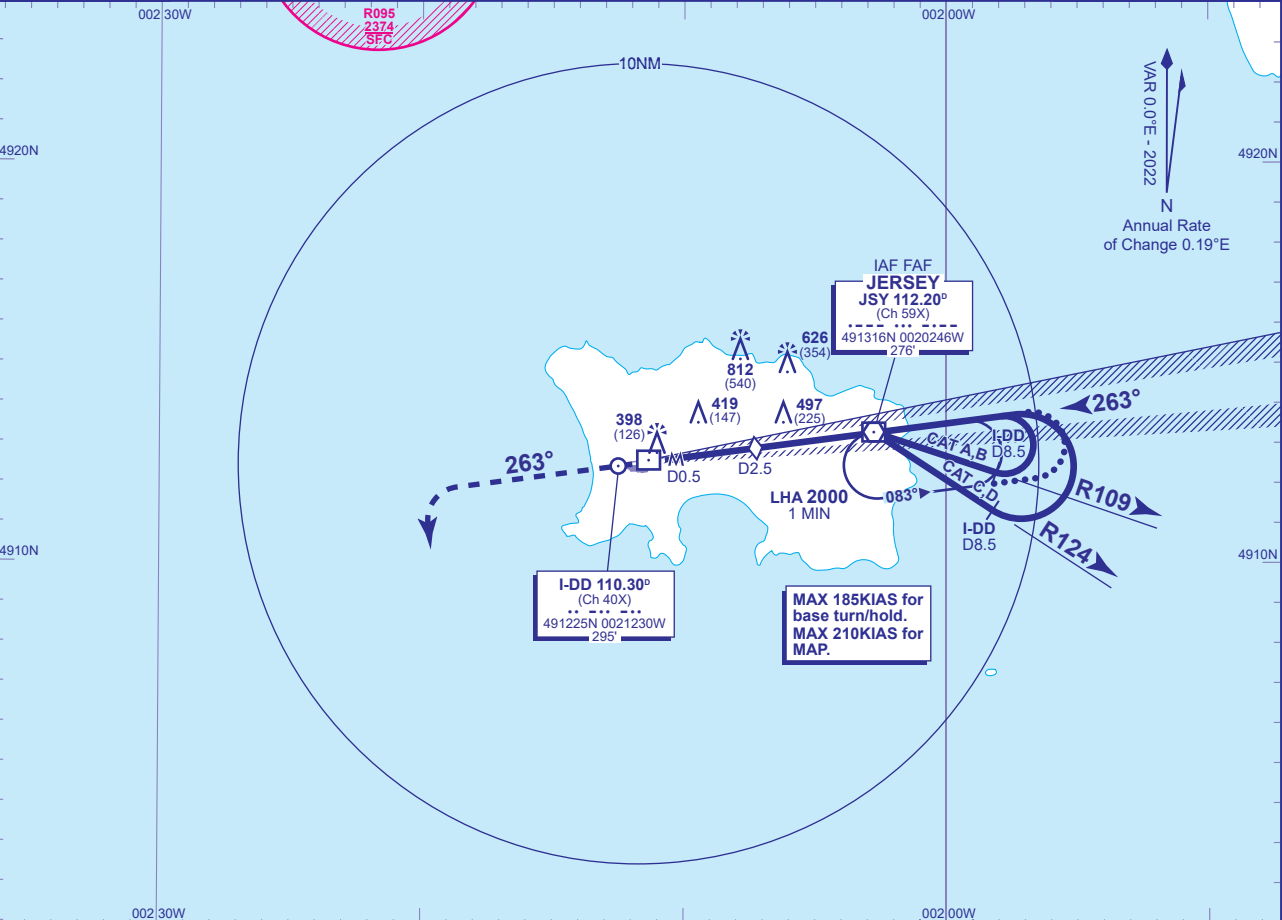 002 30W
R095
2374
SFC
002 00W
10NM
VAR 0.0°E - 2022
4920N
4920N
N
Annual Rate
of Change 0.19°E
IAF FAF
JERSEY
JSY 112.20D
(Ch 59X)
·--- ··· -·--
491316N 0020246W
276'
812
(540)
626
(354)
419
(147)
497
(225)
398
(126)
263°
263°
CAT A,B
I-DD
D8.5
CAT C,D
D2.5
D0.5
M
LHA 2000
1 MIN
083°
R109
I-DD
D8.5
R124
4910N
4910N
I-DD 110.30D
(Ch 40X)
·· -·· -··
491225N 0021230W
295'
MAX 185KIAS for
base turn/hold.
MAX 210KIAS for
MAP.
002 30W
002 00W